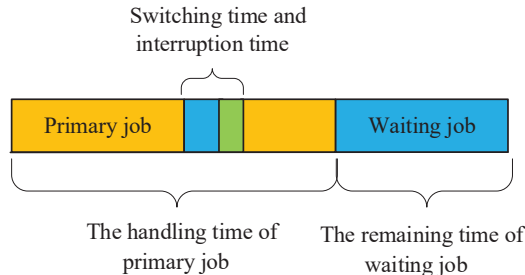 Switching time and
interruption time
Primary job
Waiting job
The handling time of
primary job
The remaining time of
waiting job